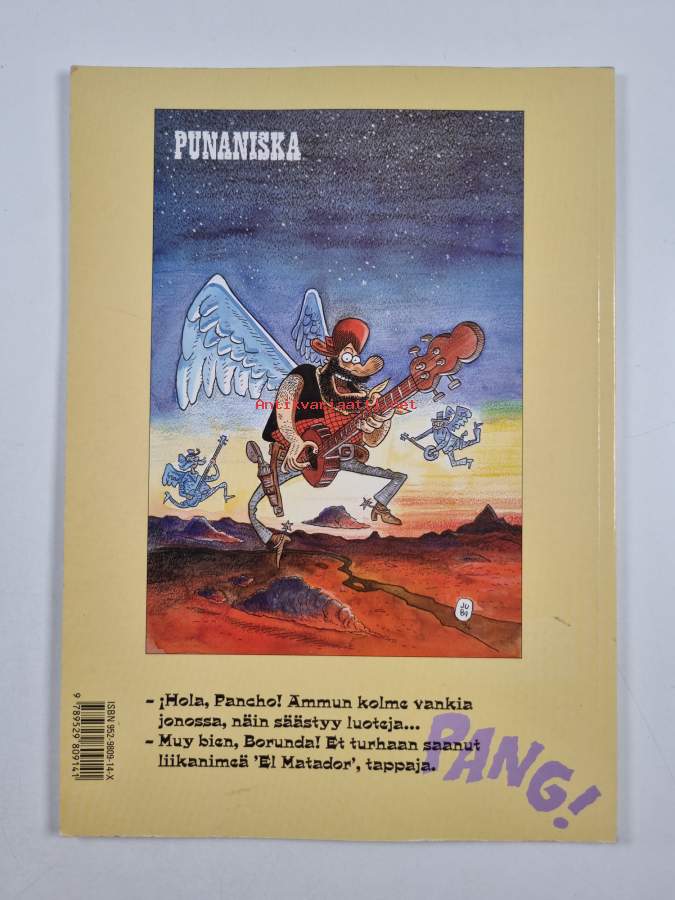 PUNANISKA
Antikvariaatti.net
JU
BA
– ¡Hola, Pancho! Ammun kolme vankia
jonossa, näin säästyy luoteja...
– Muy bien, Borunda! Et turhaan saanut
liikanimeä 'El Matador', tappaja.
PANG!
ISBN 952-9809-14-X
9 789529 809141